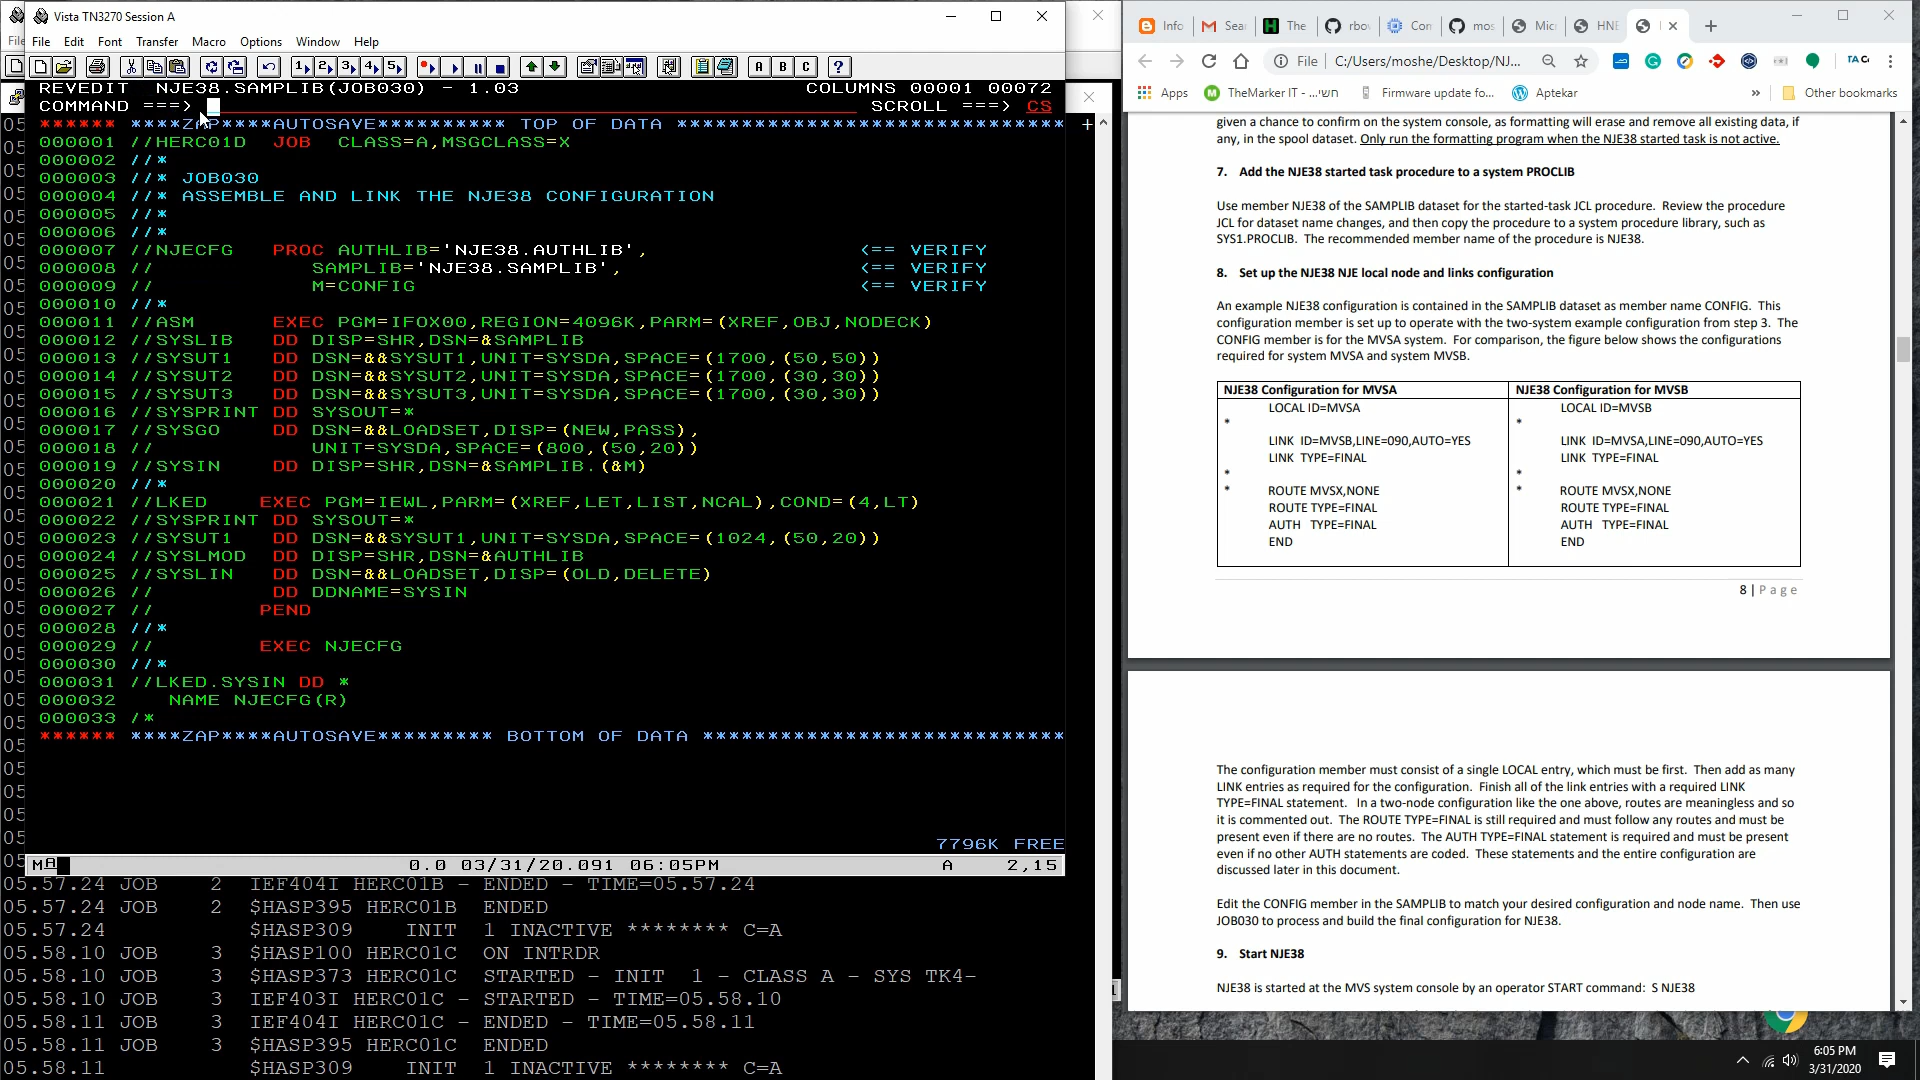 Vista TN3270 Session A
File Edit Font Transfer Macro Options Window Help
REVEDIT NJE38.SAMPLIB(JOB030) - 1.03 COLUMNS 00001 00072
COMMAND ===> SCROLL ===> CS
****** ****ZAP****AUTOSAVE********** TOP OF DATA ******************************
000001 //HERC01D JOB CLASS=A,MSGCLASS=X
000002 //*
000003 //* JOB030
000004 //* ASSEMBLE AND LINK THE NJE38 CONFIGURATION
000005 //*
000006 //*
000007 //NJECFG PROC AUTHLIB='NJE38.AUTHLIB', <== VERIFY
000008 // SAMPLIB='NJE38.SAMPLIB', <== VERIFY
000009 // M=CONFIG <== VERIFY
000010 //*
000011 //ASM EXEC PGM=IFOX00,REGION=4096K,PARM=(XREF,OBJ,NODECK)
000012 //SYSLIB DD DISP=SHR,DSN=&SAMPLIB
000013 //SYSUT1 DD DSN=&&SYSUT1,UNIT=SYSDA,SPACE=(1700,(50,50))
000014 //SYSUT2 DD DSN=&&SYSUT2,UNIT=SYSDA,SPACE=(1700,(30,30))
000015 //SYSUT3 DD DSN=&&SYSUT3,UNIT=SYSDA,SPACE=(1700,(30,30))
000016 //SYSPRINT DD SYSOUT=*
000017 //SYSGO DD DSN=&&LOADSET,DISP=(NEW,PASS),
000018 // UNIT=SYSDA,SPACE=(800,(50,20))
000019 //SYSIN DD DISP=SHR,DSN=&SAMPLIB.(&M)
000020 //*
000021 //LKED EXEC PGM=IEWL,PARM=(XREF,LET,LIST,NCAL),COND=(4,LT)
000022 //SYSPRINT DD SYSOUT=*
000023 //SYSUT1 DD DSN=&&SYSUT1,UNIT=SYSDA,SPACE=(1024,(50,20))
000024 //SYSLMOD DD DISP=SHR,DSN=&AUTHLIB
000025 //SYSLIN DD DSN=&&LOADSET,DISP=(OLD,DELETE)
000026 // DD DDNAME=SYSIN
000027 // PEND
000028 //*
000029 // EXEC NJECFG
000030 //*
000031 //LKED.SYSIN DD *
000032 NAME NJECFG(R)
000033 /*
****** ****ZAP****AUTOSAVE********* BOTTOM OF DATA ****************************
7796K FREE
MA 0.0 03/31/20.091 06:05PM A 2,15
05.57.24 JOB 2 IEF404I HERC01B - ENDED - TIME=05.57.24
05.57.24 JOB 2 $HASP395 HERC01B ENDED
05.57.24 $HASP309 INIT 1 INACTIVE ******** C=A
05.58.10 JOB 3 $HASP100 HERC01C ON INTRDR
05.58.10 JOB 3 $HASP373 HERC01C STARTED - INIT 1 - CLASS A - SYS TK4-
05.58.10 JOB 3 IEF403I HERC01C - STARTED - TIME=05.58.10
05.58.11 JOB 3 IEF404I HERC01C - ENDED - TIME=05.58.11
05.58.11 JOB 3 $HASP395 HERC01C ENDED
05.58.11 $HASP309 INIT 1 INACTIVE ******** C=A
Info Sear The rbov Con mos Micr HNE
File C:/Users/moshe/Desktop/NJ...
Apps TheMarker IT - חשי... Firmware update fo... Aptekar » Other bookmarks
given a chance to confirm on the system console, as formatting will erase and remove all existing data, if
any, in the spool dataset. Only run the formatting program when the NJE38 started task is not active.
7. Add the NJE38 started task procedure to a system PROCLIB
Use member NJE38 of the SAMPLIB dataset for the started-task JCL procedure. Review the procedure
JCL for dataset name changes, and then copy the procedure to a system procedure library, such as
SYS1.PROCLIB. The recommended member name of the procedure is NJE38.
8. Set up the NJE38 NJE local node and links configuration
An example NJE38 configuration is contained in the SAMPLIB dataset as member name CONFIG. This
configuration member is set up to operate with the two-system example configuration from step 3. The
CONFIG member is for the MVSA system. For comparison, the figure below shows the configurations
required for system MVSA and system MVSB.
NJE38 Configuration for MVSA NJE38 Configuration for MVSB
LOCAL ID=MVSA LOCAL ID=MVSB
* *
LINK ID=MVSB,LINE=090,AUTO=YES LINK ID=MVSA,LINE=090,AUTO=YES
LINK TYPE=FINAL LINK TYPE=FINAL
* *
* ROUTE MVSX,NONE * ROUTE MVSX,NONE
ROUTE TYPE=FINAL ROUTE TYPE=FINAL
AUTH TYPE=FINAL AUTH TYPE=FINAL
END END
8 | Page
The configuration member must consist of a single LOCAL entry, which must be first. Then add as many
LINK entries as required for the configuration. Finish all of the link entries with a required LINK
TYPE=FINAL statement. In a two-node configuration like the one above, routes are meaningless and so
it is commented out. The ROUTE TYPE=FINAL is still required and must follow any routes and must be
present even if there are no routes. The AUTH TYPE=FINAL statement is required and must be present
even if no other AUTH statements are coded. These statements and the entire configuration are
discussed later in this document.
Edit the CONFIG member in the SAMPLIB to match your desired configuration and node name. Then use
JOB030 to process and build the final configuration for NJE38.
9. Start NJE38
NJE38 is started at the MVS system console by an operator START command: S NJE38
6:05 PM
3/31/2020